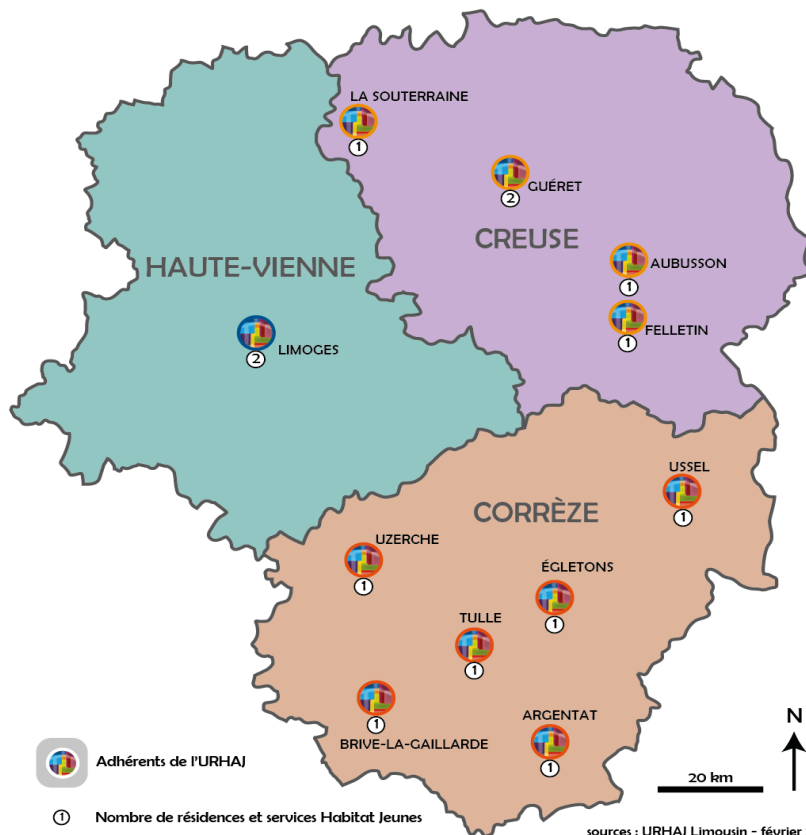 LA SOUTERRAINE
1
GUÉRET
2
CREUSE
HAUTE-VIENNE
AUBUSSON
1
FELLETIN
1
LIMOGES
2
USSEL
1
CORRÈZE
UZERCHE
1
ÉGLETONS
1
TULLE
1
BRIVE-LA-GAILLARDE
1
ARGENTAT
1
N
20 km
Adhérents de l'URHAJ
1 Nombre de résidences et services Habitat Jeunes
sources : URHAJ Limousin - février